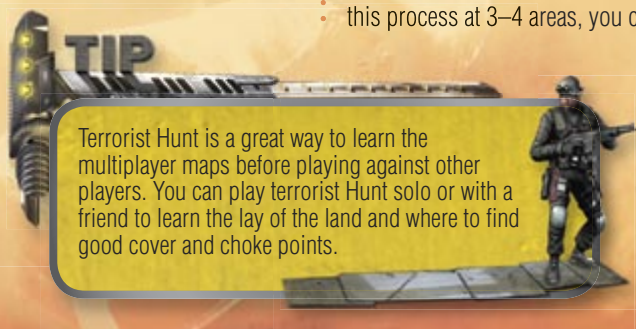 this process at 3–4 areas, you c
TIP
Terrorist Hunt is a great way to learn the
multiplayer maps before playing against other
players. You can play terrorist Hunt solo or with a
friend to learn the lay of the land and where to find
good cover and choke points.